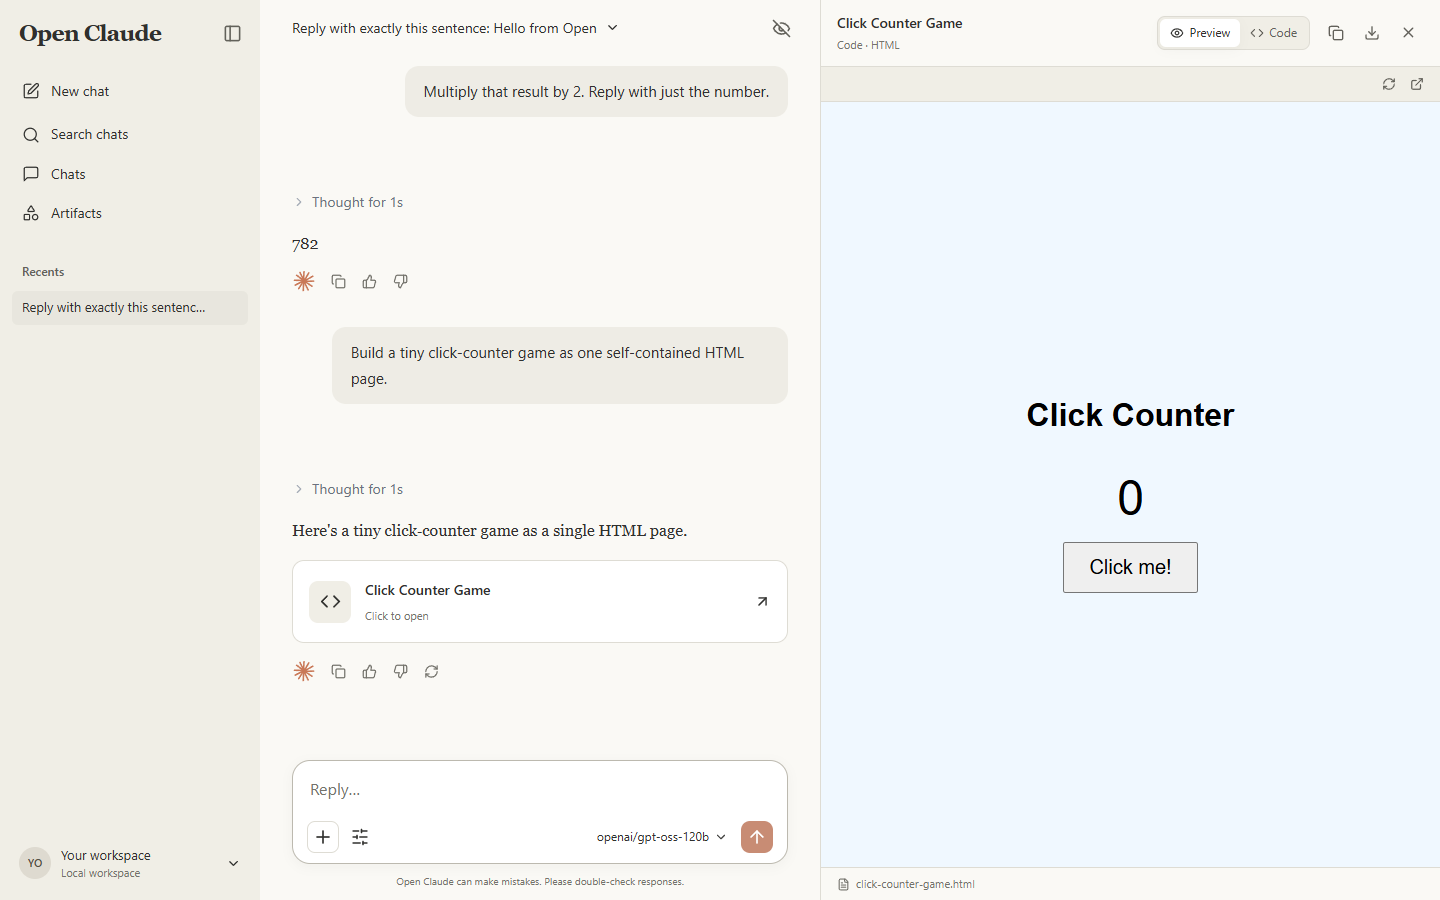 Open Claude
New chat
Search chats
Chats
Artifacts
Recents
Reply with exactly this sentenc...
YO
Your workspace
Local workspace
Reply with exactly this sentence: Hello from Open
Multiply that result by 2. Reply with just the number.
Thought for 1s
782
Build a tiny click-counter game as one self-contained HTML
page.
Thought for 1s
Here's a tiny click-counter game as a single HTML page.
Click Counter Game
Click to open
Reply...
openai/gpt-oss-120b
Open Claude can make mistakes. Please double-check responses.
Click Counter Game
Code · HTML
Preview
Code
Click Counter
0
Click me!
click-counter-game.html